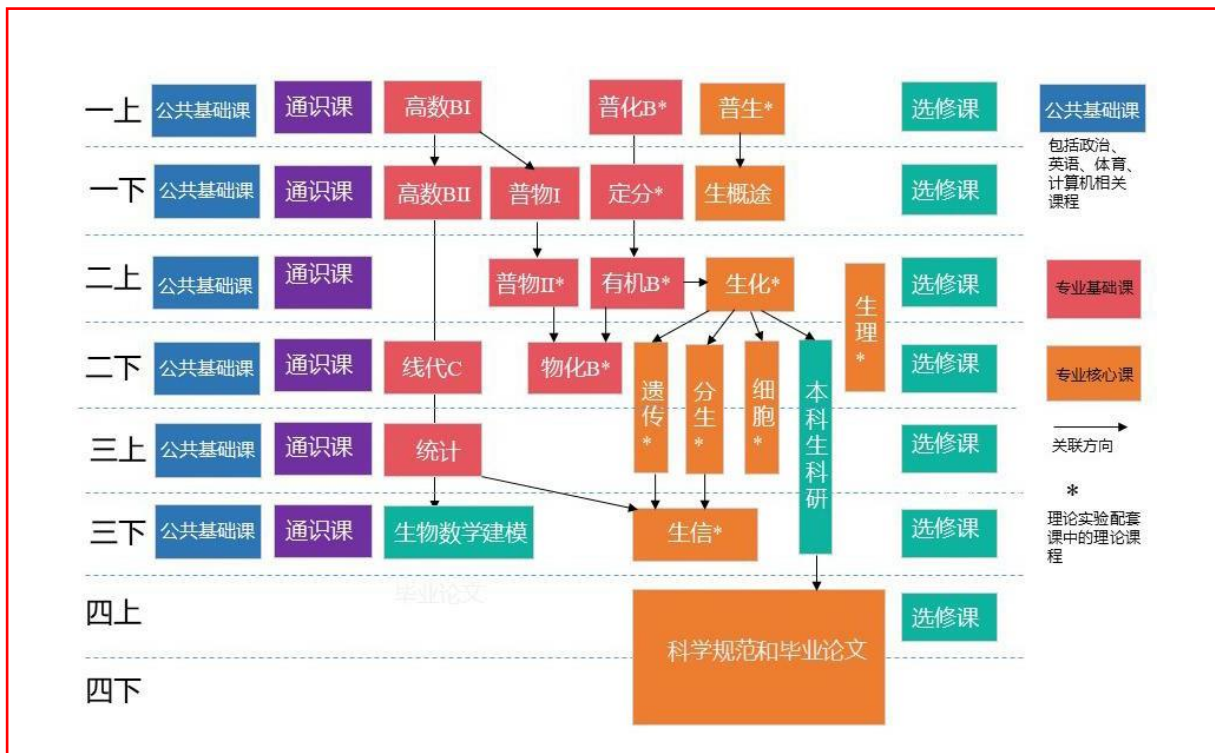 一上
公共基础课
通识课
高数BI
普化B*
普生*
选修课
公共基础课
包括政治、
英语、体育、
计算机相关
课程
一下
公共基础课
通识课
高数BII
普物I
定分*
生概途
选修课
二上
公共基础课
通识课
普物II*
有机B*
生化*
生理*
选修课
专业基础课
二下
公共基础课
通识课
线代C
物化B*
遗传*
分生*
细胞*
本科生科研
选修课
专业核心课
三上
公共基础课
通识课
统计
选修课
关联方向
*
理论实验配套
课中的理论课
程
三下
公共基础课
通识课
生物数学建模
生信*
选修课
毕业论文
四上
科学规范和毕业论文
选修课
四下